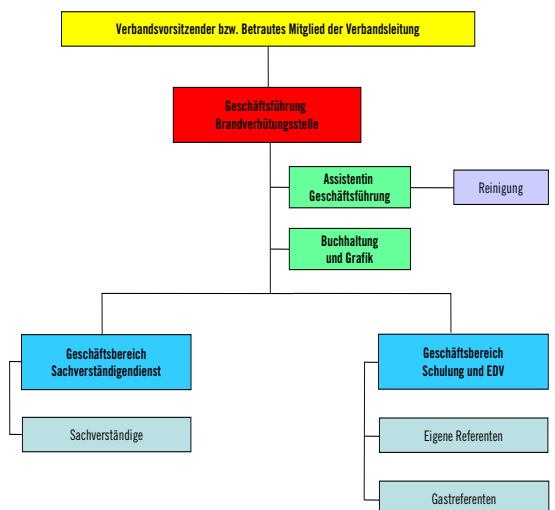 Verbandsvorsitzender bzw. Betrautes Mitglied der Verbandsleitung
Geschäftsführung
Brandverhütungsstelle
Assistentin
Geschäftsführung
Reinigung
Buchhaltung
und Grafik
Geschäftsbereich
Sachverständigendienst
Geschäftsbereich
Schulung und EDV
Sachverständige
Eigene Referenten
Gastreferenten